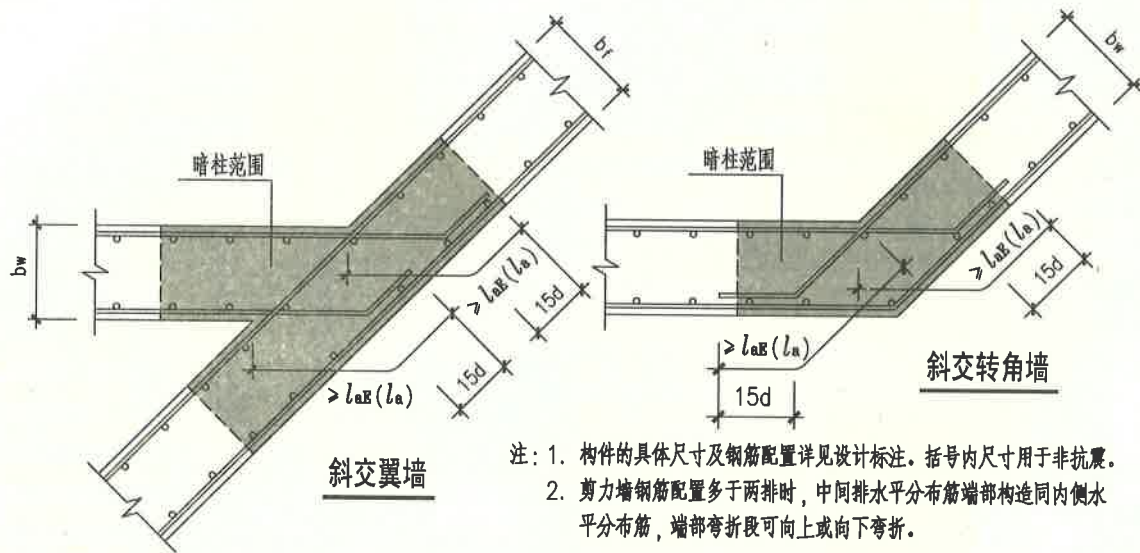 bf
bw
暗柱范围
暗柱范围
bw
≥laE(la)
15d
≥laE(la)
15d
≥laE(la)
15d
≥laE(la)
15d
斜交翼墙
斜交转角墙
注: 1. 构件的具体尺寸及钢筋配置详见设计标注。括号内尺寸用于非抗震。
2. 剪力墙钢筋配置多于两排时,中间排水平分布筋端部构造同内侧水
平分布筋,端部弯折段可向上或向下弯折。